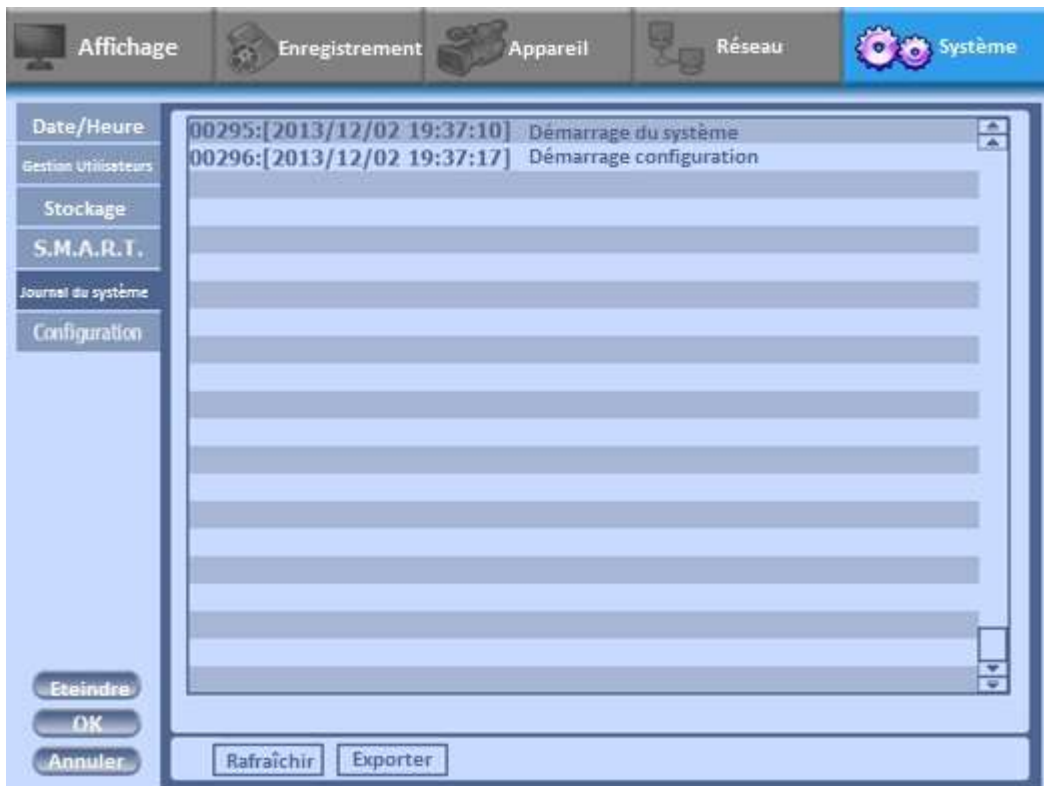 Affichage
Enregistrement
Appareil
Réseau
Système
Date/Heure
Gestion Utilisateurs
Stockage
S.M.A.R.T.
Journal du système
Configuration
00295:[2013/12/02 19:37:10] Démarrage du système
00296:[2013/12/02 19:37:17] Démarrage configuration
Eteindre
OK
Annuler
Rafraîchir
Exporter